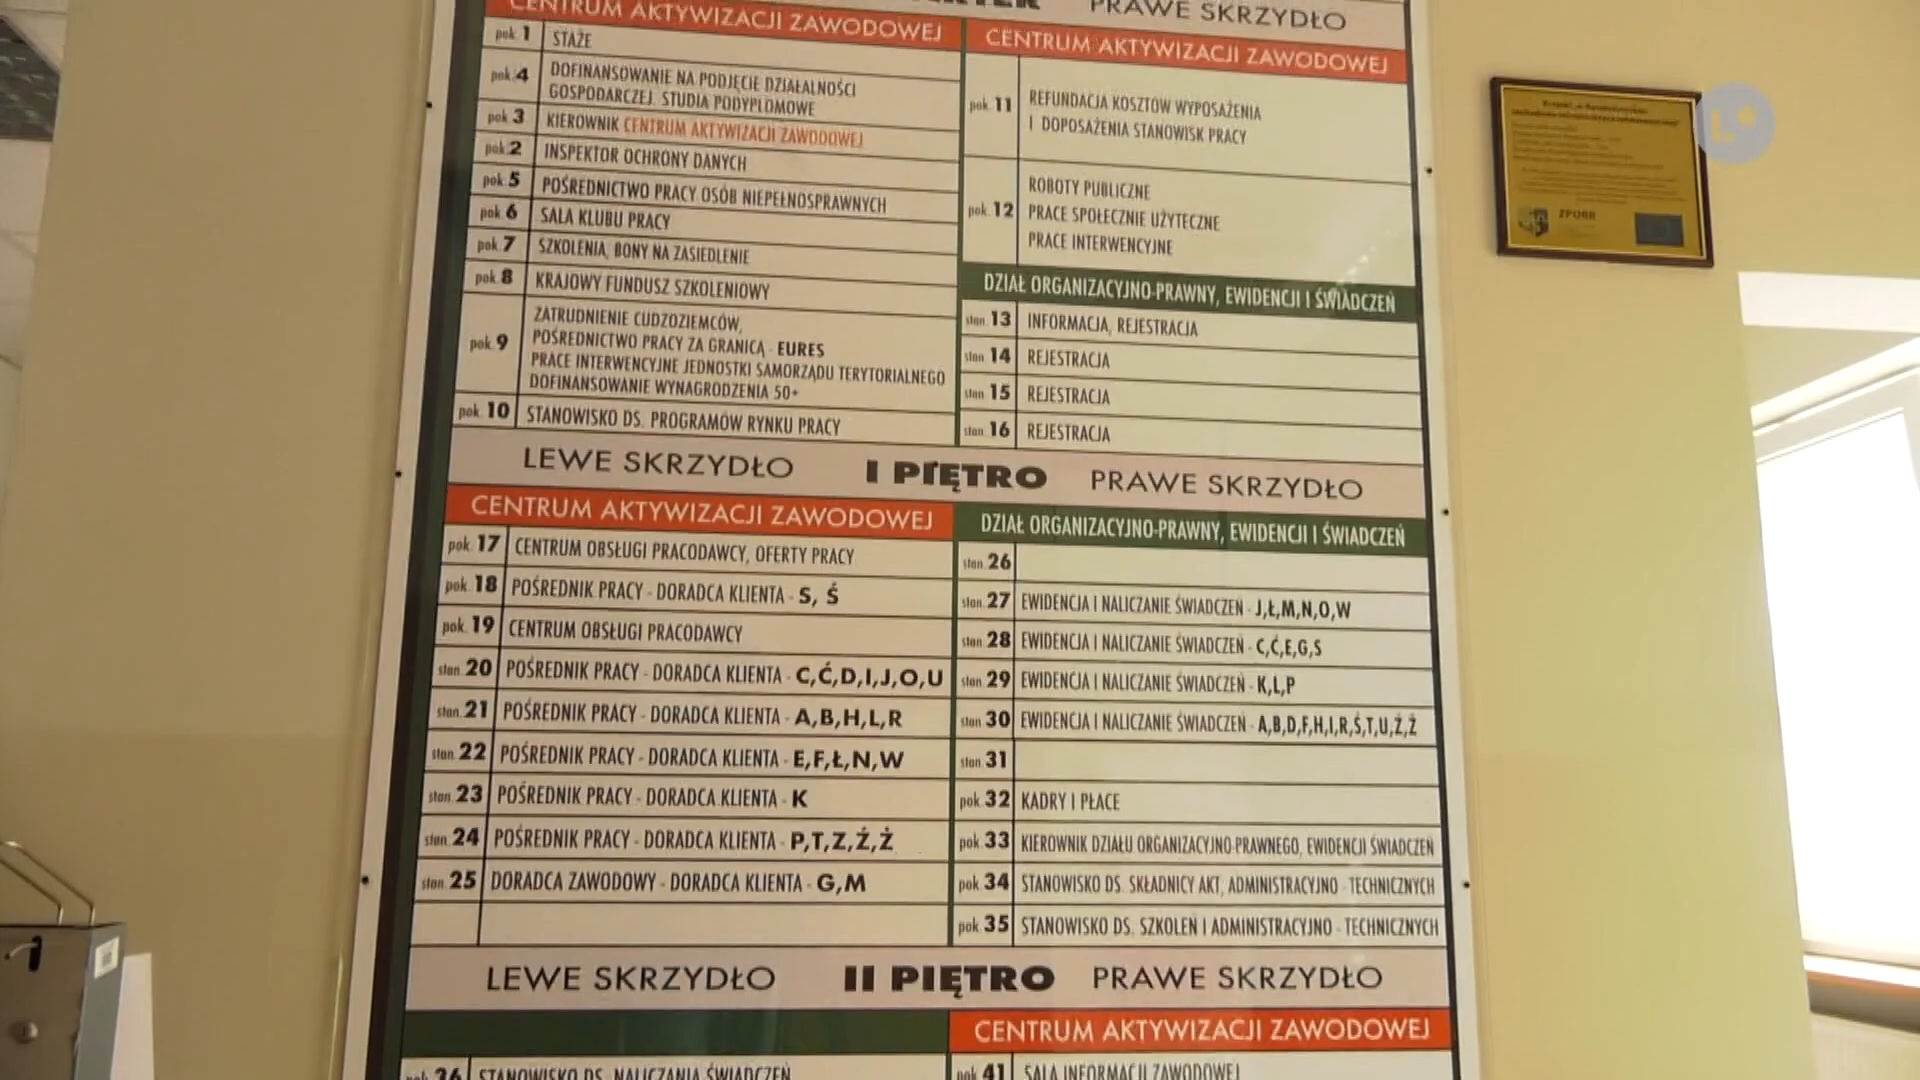 PRAWE SKRZYDŁO
CENTRUM AKTYWIZACJI ZAWODOWEJ
pok. 1 STAŻE
pok. 4 DOFINANSOWANIE NA PODJĘCIE DZIAŁALNOŚCI
GOSPODARCZEJ. STUDIA PODYPLOMOWE
pok. 3 KIEROWNIK CENTRUM AKTYWIZACJI ZAWODOWEJ
pok. 2 INSPEKTOR OCHRONY DANYCH
pok. 5 POŚREDNICTWO PRACY OSÓB NIEPEŁNOSPRAWNYCH
pok. 6 SALA KLUBU PRACY
pok. 7 SZKOLENIA, BONY NA ZASIEDLENIE
pok. 8 KRAJOWY FUNDUSZ SZKOLENIOWY
pok. 9 ZATRUDNIENIE CUDZOZIEMCÓW,
POŚREDNICTWO PRACY ZA GRANICĄ - EURES
PRACE INTERWENCYJNE JEDNOSTKI SAMORZĄDU TERYTORIALNEGO
DOFINANSOWANIE WYNAGRODZENIA 50+
pok. 10 STANOWISKO DS. PROGRAMÓW RYNKU PRACY
CENTRUM AKTYWIZACJI ZAWODOWEJ
pok. 11 REFUNDACJA KOSZTÓW WYPOSAŻENIA
I DOPOSAŻENIA STANOWISK PRACY
pok. 12 ROBOTY PUBLICZNE
PRACE SPOŁECZNIE UŻYTECZNE
PRACE INTERWENCYJNE
DZIAŁ ORGANIZACYJNO-PRAWNY, EWIDENCJI I ŚWIADCZEŃ
stan. 13 INFORMACJA, REJESTRACJA
stan. 14 REJESTRACJA
stan. 15 REJESTRACJA
stan. 16 REJESTRACJA
LEWE SKRZYDŁO I PIĘTRO PRAWE SKRZYDŁO
CENTRUM AKTYWIZACJI ZAWODOWEJ
pok. 17 CENTRUM OBSŁUGI PRACODAWCY, OFERTY PRACY
pok. 18 POŚREDNIK PRACY - DORADCA KLIENTA - S, Ś
pok. 19 CENTRUM OBSŁUGI PRACODAWCY
stan. 20 POŚREDNIK PRACY - DORADCA KLIENTA - C,Ć,D,I,J,O,U
stan. 21 POŚREDNIK PRACY - DORADCA KLIENTA - A,B,H,L,R
stan. 22 POŚREDNIK PRACY - DORADCA KLIENTA - E,F,Ł,N,W
stan. 23 POŚREDNIK PRACY - DORADCA KLIENTA - K
stan. 24 POŚREDNIK PRACY - DORADCA KLIENTA - P,T,Z,Ź,Ż
stan. 25 DORADCA ZAWODOWY - DORADCA KLIENTA - G,M
DZIAŁ ORGANIZACYJNO-PRAWNY, EWIDENCJI I ŚWIADCZEŃ
stan. 26
stan. 27 EWIDENCJA I NALICZANIE ŚWIADCZEŃ - J,Ł,M,N,O,W
stan. 28 EWIDENCJA I NALICZANIE ŚWIADCZEŃ - C,Ć,E,G,S
stan. 29 EWIDENCJA I NALICZANIE ŚWIADCZEŃ - K,L,P
stan. 30 EWIDENCJA I NALICZANIE ŚWIADCZEŃ - A,B,D,F,H,I,R,Ś,T,U,Z,Ż
stan. 31
pok. 32 KADRY I PŁACE
pok. 33 KIEROWNIK DZIAŁU ORGANIZACYJNO-PRAWNEGO, EWIDENCJI ŚWIADCZEŃ
pok. 34 STANOWISKO DS. SKŁADNICY AKT, ADMINISTRACYJNO - TECHNICZNYCH
pok. 35 STANOWISKO DS. SZKOLEŃ I ADMINISTRACYJNO - TECHNICZNYCH
LEWE SKRZYDŁO II PIĘTRO PRAWE SKRZYDŁO
CENTRUM AKTYWIZACJI ZAWODOWEJ
pok. 36 STANOWISKO DS. NALICZANIA ŚWIADCZEŃ
pok. 41 SALA INFORMACJI ZAWODOWEJ
ZPORR
L